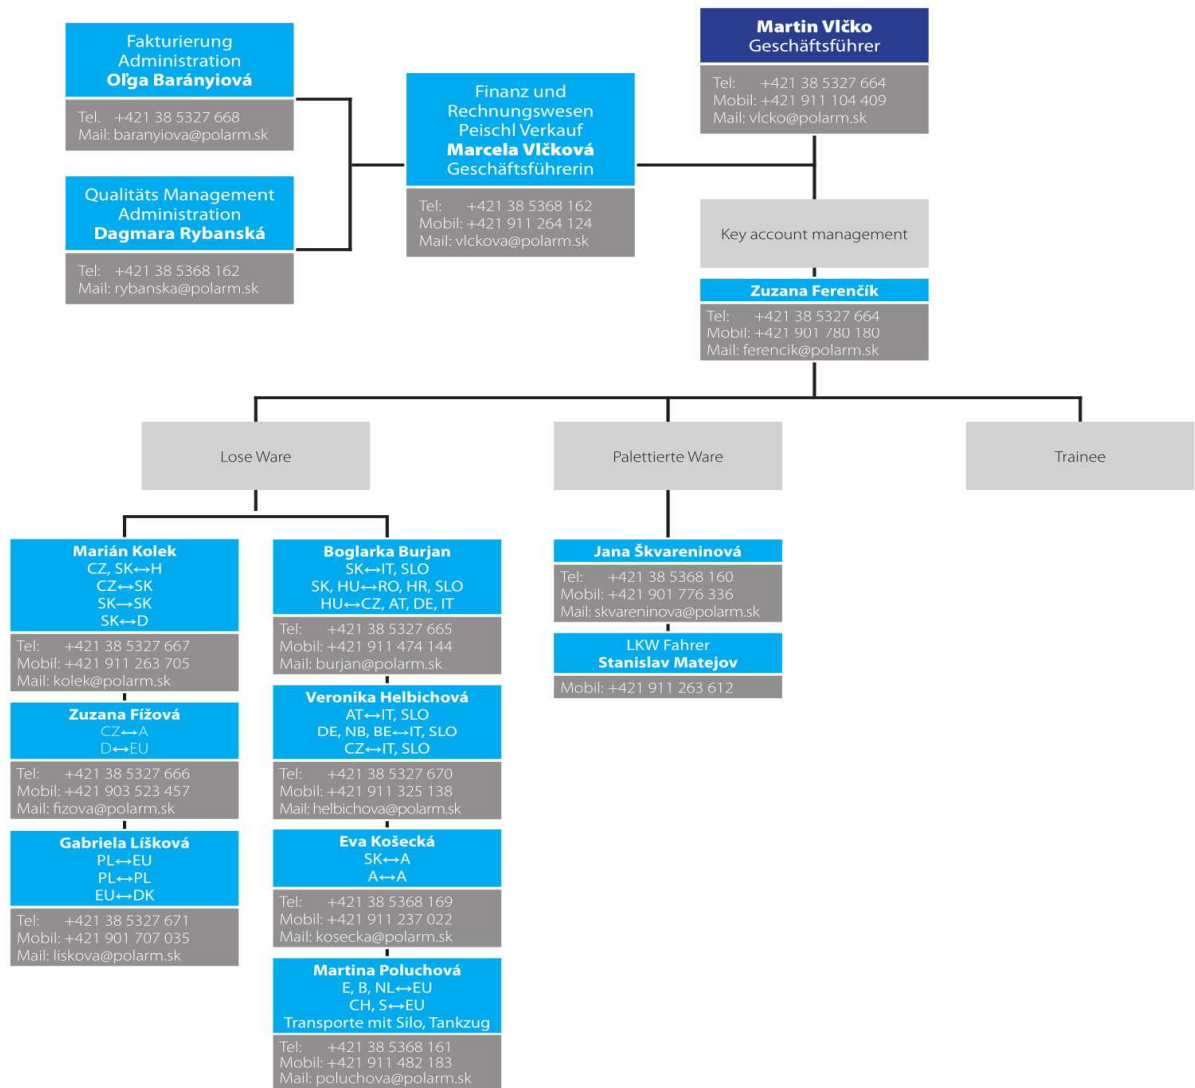 Fakturierung
Administration
Oľga Barányiová
Tel. +421 38 5327 668
Mail: baranyiova@polarm.sk
Qualitäts Management
Administration
Dagmara Rybanská
Tel: +421 38 5368 162
Mail: rybanska@polarm.sk
Finanz und
Rechnungswesen
Peischl Verkauf
Marcela Vlčková
Geschäftsführerin
Tel: +421 38 5368 162
Mobil: +421 911 264 124
Mail: vlckova@polarm.sk
Martin Vlčko
Geschäftsführer
Tel: +421 38 5327 664
Mobil: +421 911 104 409
Mail: vlcko@polarm.sk
Key account management
Zuzana Ferenčík
Tel: +421 38 5327 664
Mobil: +421 901 780 180
Mail: ferencik@polarm.sk
Lose Ware
Palettierte Ware
Trainee
Marián Kolek
CZ, SK↔H
CZ↔SK
SK→SK
SK↔D
Tel: +421 38 5327 667
Mobil: +421 911 263 705
Mail: kolek@polarm.sk
Zuzana Fížová
CZ↔A
D↔EU
Tel: +421 38 5327 666
Mobil: +421 903 523 457
Mail: fizova@polarm.sk
Gabriela Líšková
PL↔EU
PL↔PL
EU↔DK
Tel: +421 38 5327 671
Mobil: +421 901 707 035
Mail: liskova@polarm.sk
Boglarka Burjan
SK↔IT, SLO
SK, HU↔RO, HR, SLO
HU↔CZ, AT, DE, IT
Tel: +421 38 5327 665
Mobil: +421 911 474 144
Mail: burjan@polarm.sk
Veronika Helbichová
AT↔IT, SLO
DE, NB, BE↔IT, SLO
CZ↔IT, SLO
Tel: +421 38 5327 670
Mobil: +421 911 325 138
Mail: helbichova@polarm.sk
Eva Košecká
SK↔A
A↔A
Tel: +421 38 5368 169
Mobil: +421 911 237 022
Mail: kosecka@polarm.sk
Martina Poluchová
E, B, NL↔EU
CH, S↔EU
Transporte mit Silo, Tankzug
Tel: +421 38 5368 161
Mobil: +421 911 482 183
Mail: poluchova@polarm.sk
Jana Škvareninová
Tel: +421 38 5368 160
Mobil: +421 901 776 336
Mail: skvareninova@polarm.sk
LKW Fahrer
Stanislav Matejov
Mobil: +421 911 263 612